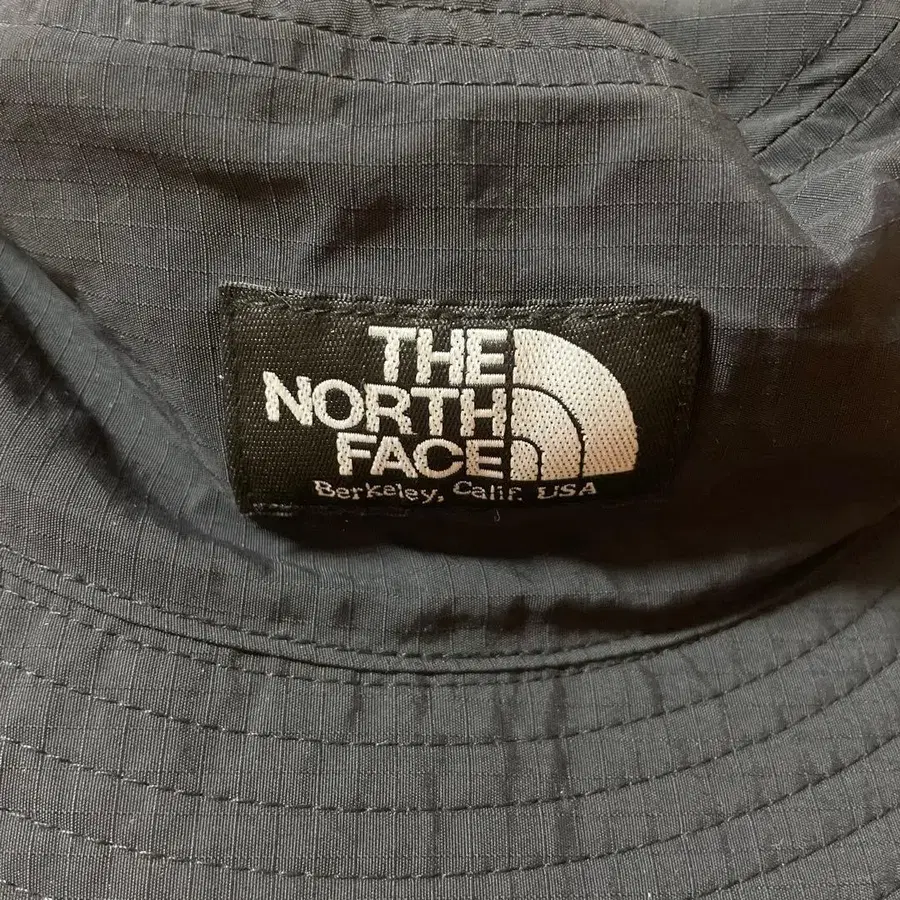 THE
NORTH
FACE
Berkeley, Calif. USA